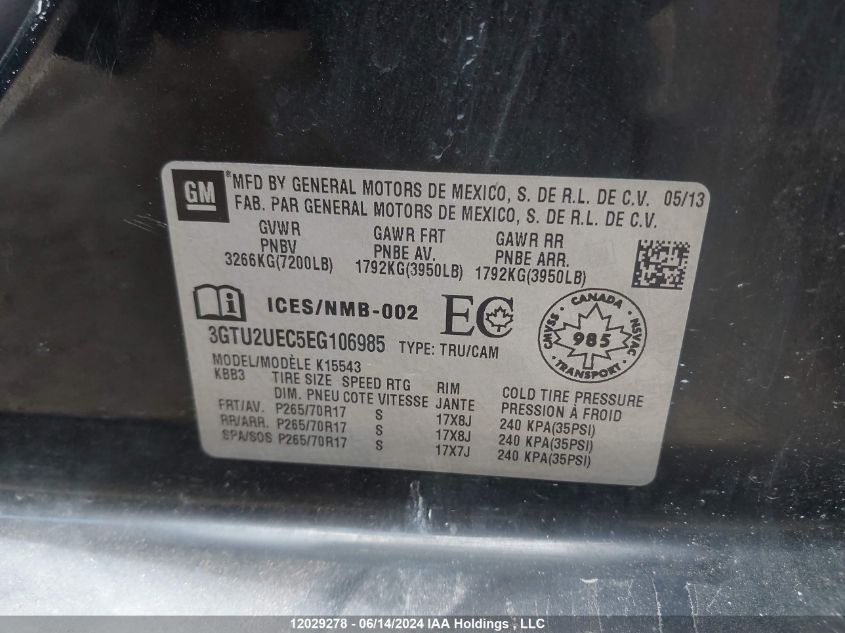 GM
*MFD BY GENERAL MOTORS DE MEXICO, S. DE R.L. DE C.V. 05/13
FAB. PAR GENERAL MOTORS DE MEXICO, S. DE R.L. DE C.V.
GVWR GAWR FRT GAWR RR
PNBV PNBE AV. PNBE ARR.
3266KG(7200LB) 1792KG(3950LB) 1792KG(3950LB)
i ICES/NMB-002 EC
CANADA CMVSS NSVAC 985 TRANSPORT
3GTU2UEC5EG106985 TYPE: TRU/CAM
MODEL/MODÈLE K15543
KBB3 TIRE SIZE SPEED RTG RIM COLD TIRE PRESSURE
DIM. PNEU COTE VITESSE JANTE PRESSION À FROID
FRT/AV. P265/70R17 S 17X8J 240 KPA(35PSI)
RR/ARR. P265/70R17 S 17X8J 240 KPA(35PSI)
SPA/SOS P265/70R17 S 17X7J 240 KPA(35PSI)
12029278 - 06/14/2024 IAA Holdings, LLC